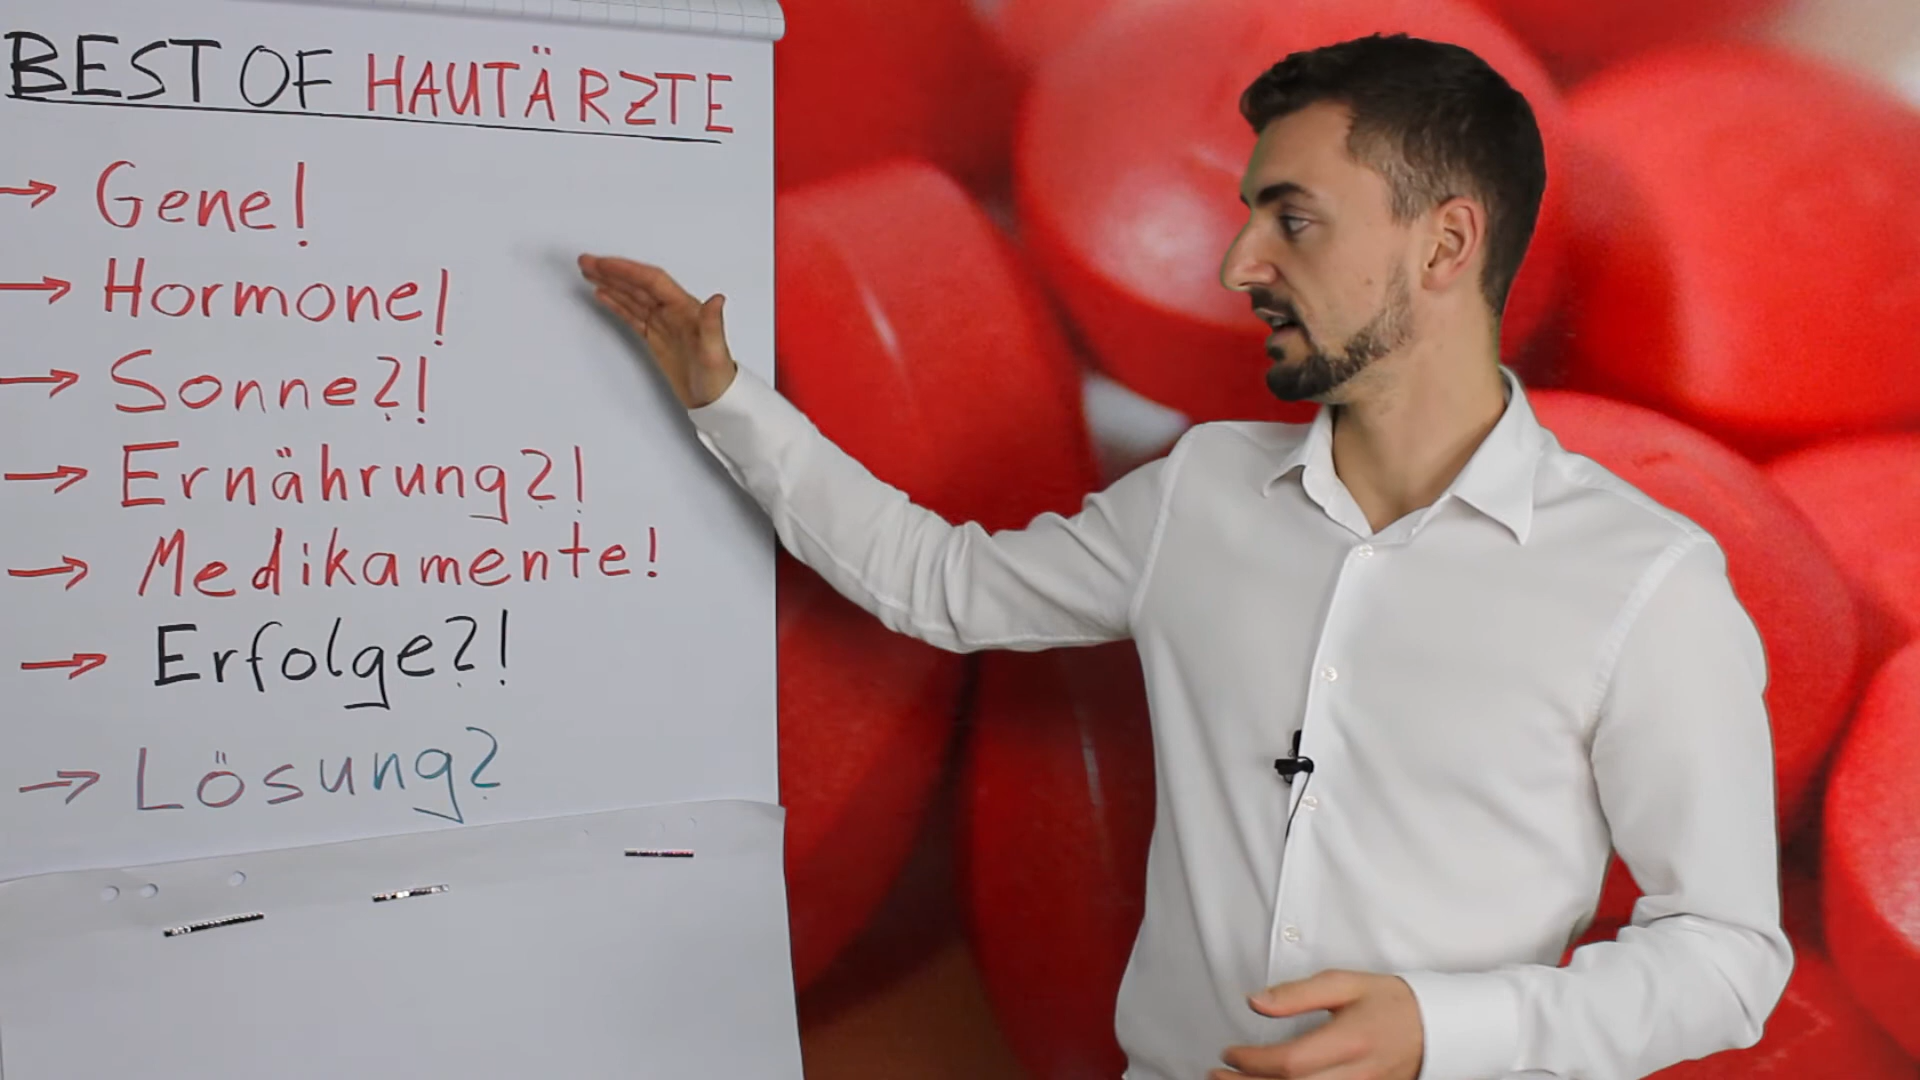 BEST OF HAUTÄRZTE
→ Gene!
→ Hormone!
→ Sonne?!
→ Ernährung?!
→ Medikamente!
→ Erfolge?!
→ Lösung?